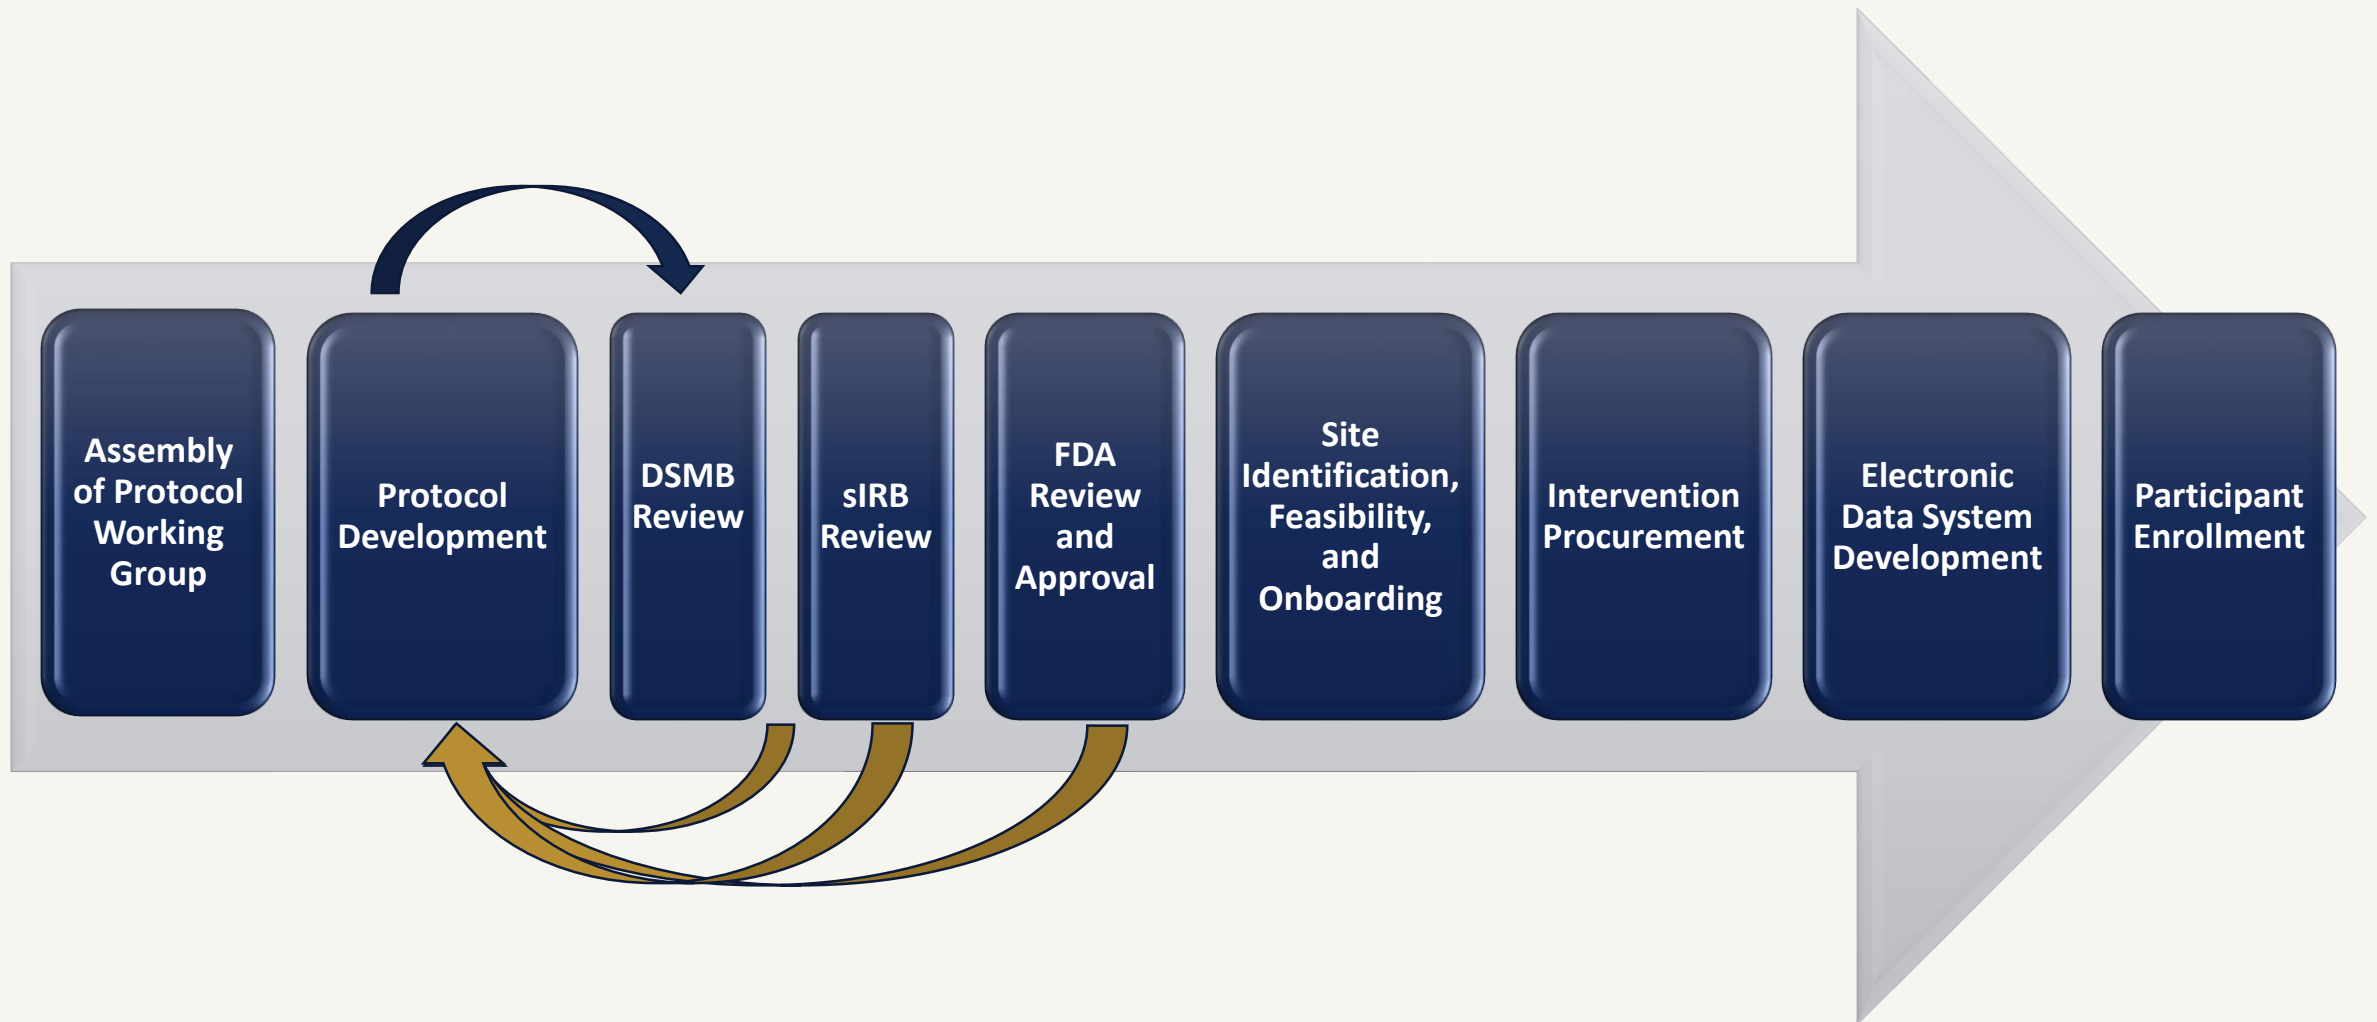 Assembly
of Protocol
Working
Group
Protocol
Development
DSMB
Review
sIRB
Review
FDA
Review
and
Approval
Site
Identification,
Feasibility,
and
Onboarding
Intervention
Procurement
Electronic
Data System
Development
Participant
Enrollment